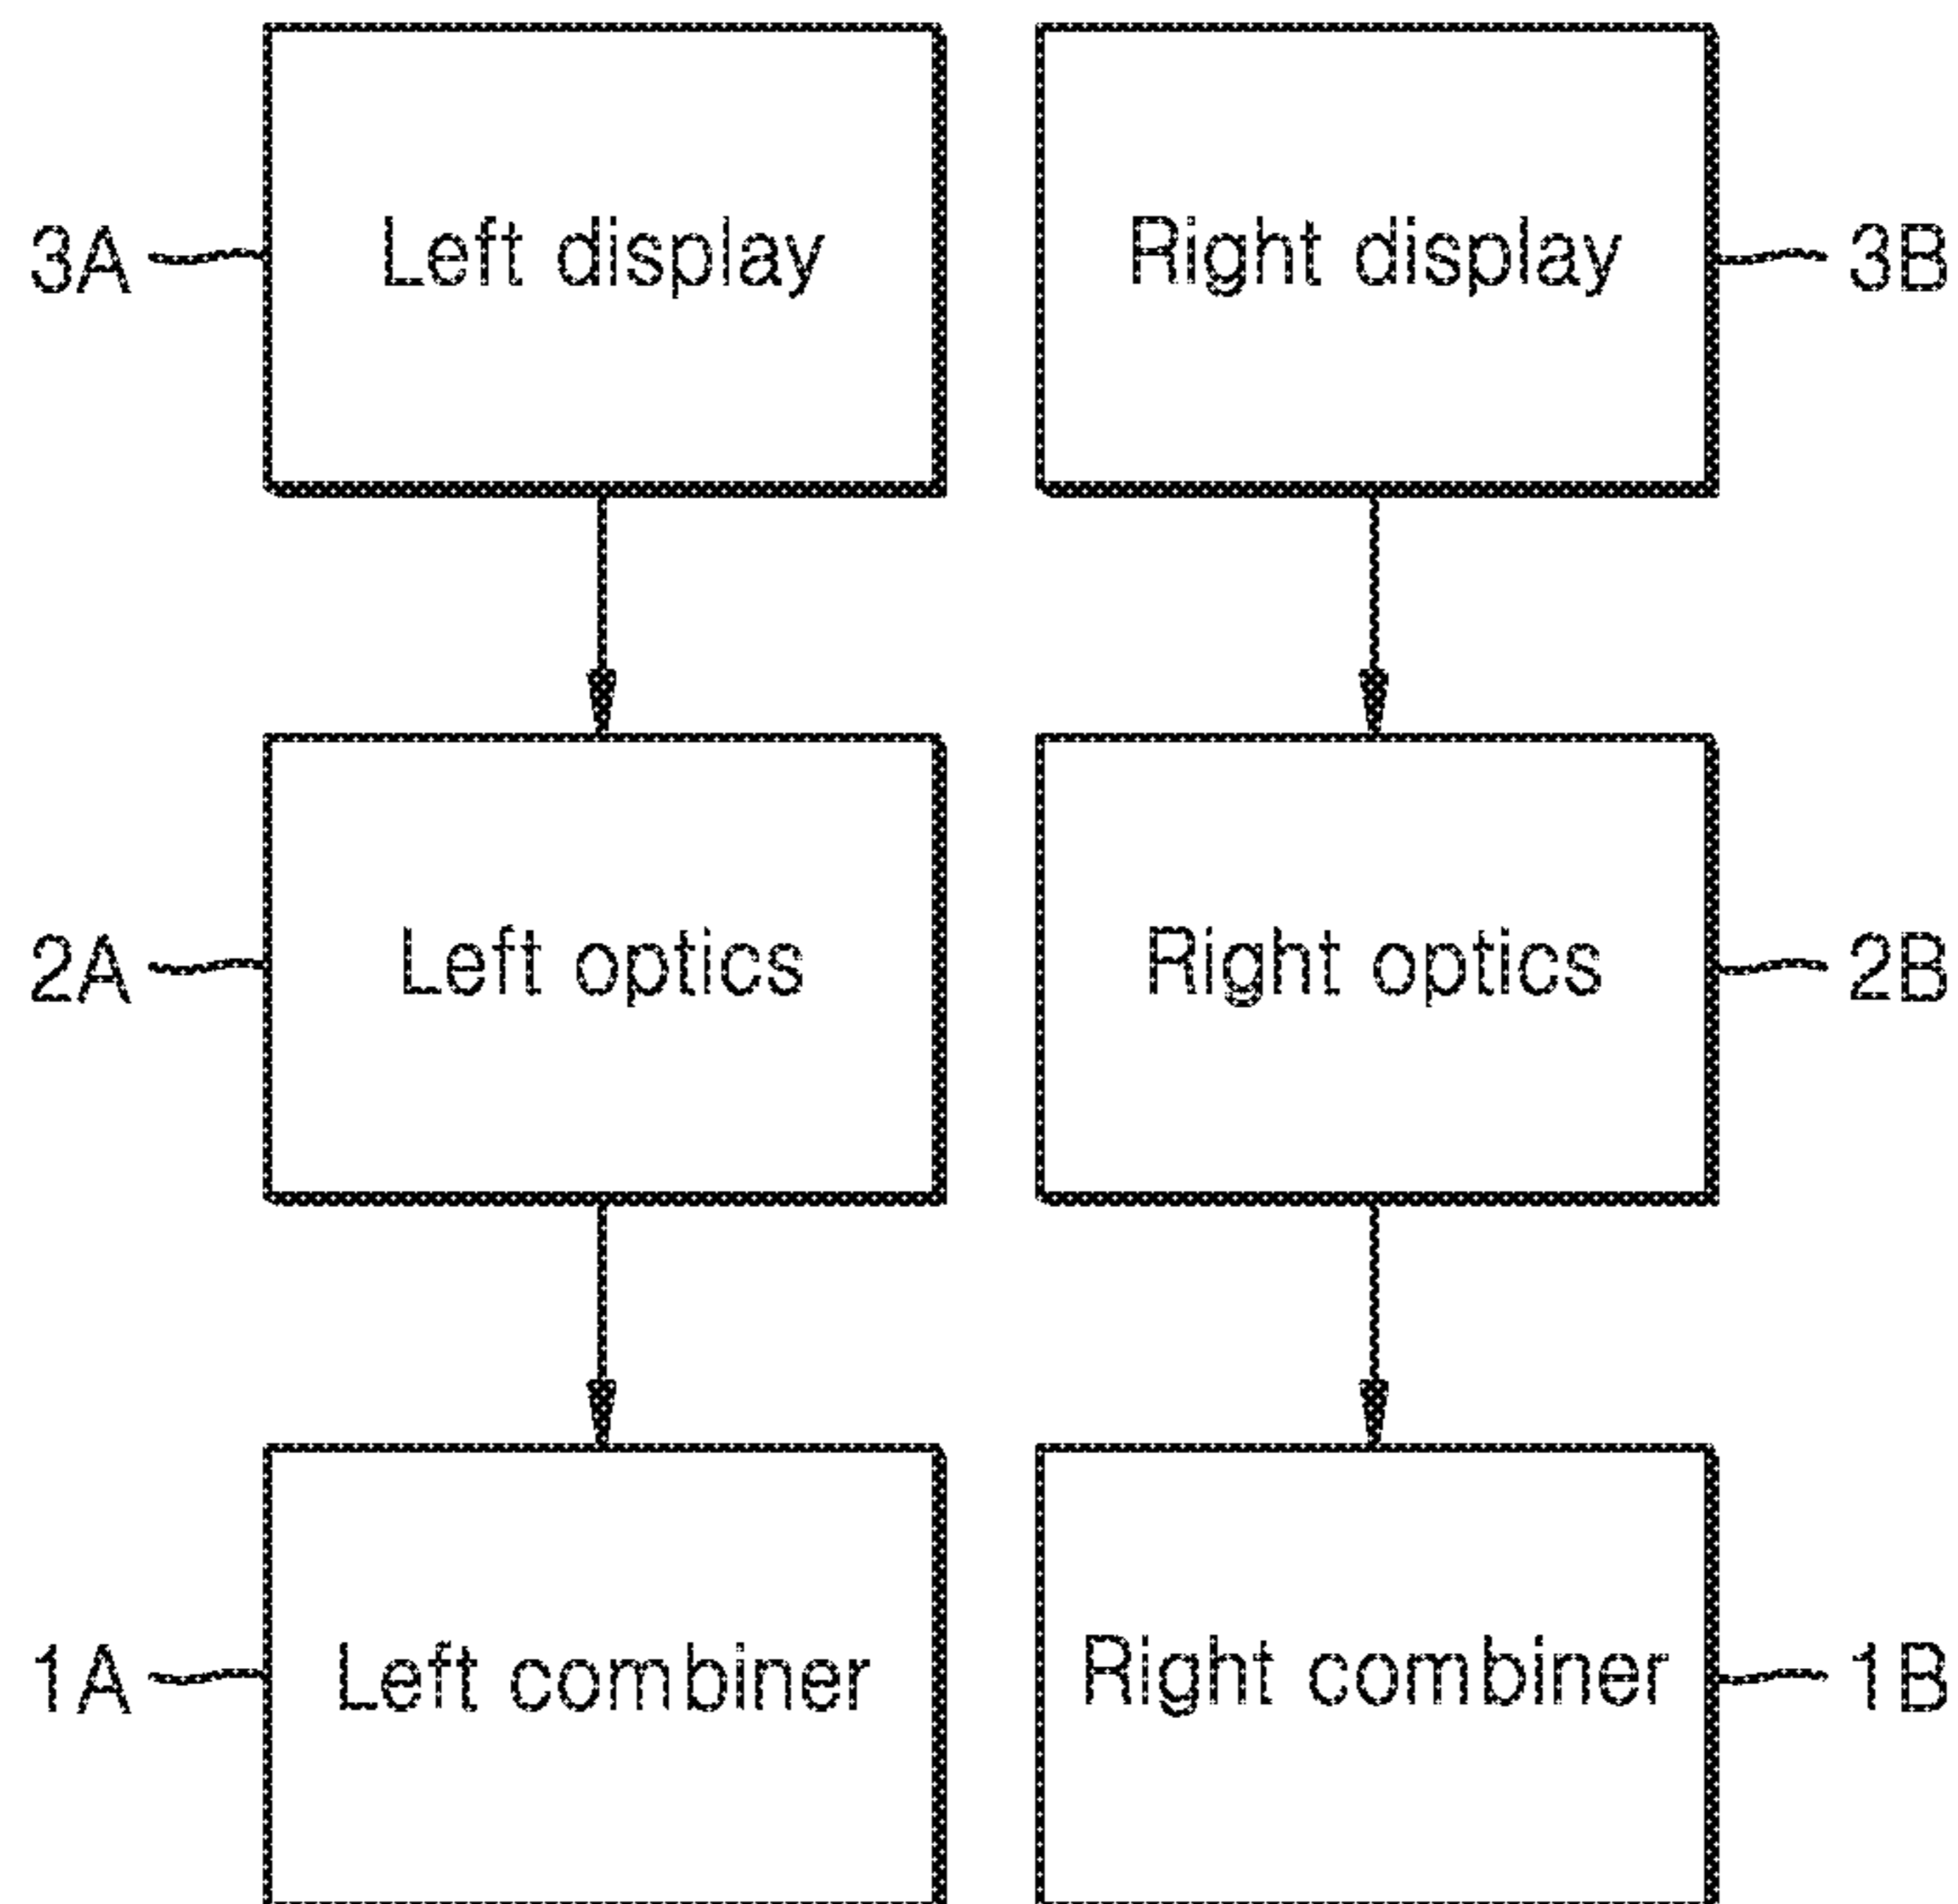 3A Left display Right display 3B
2A Left optics Right optics 2B
1A Left combiner Right combiner 1B